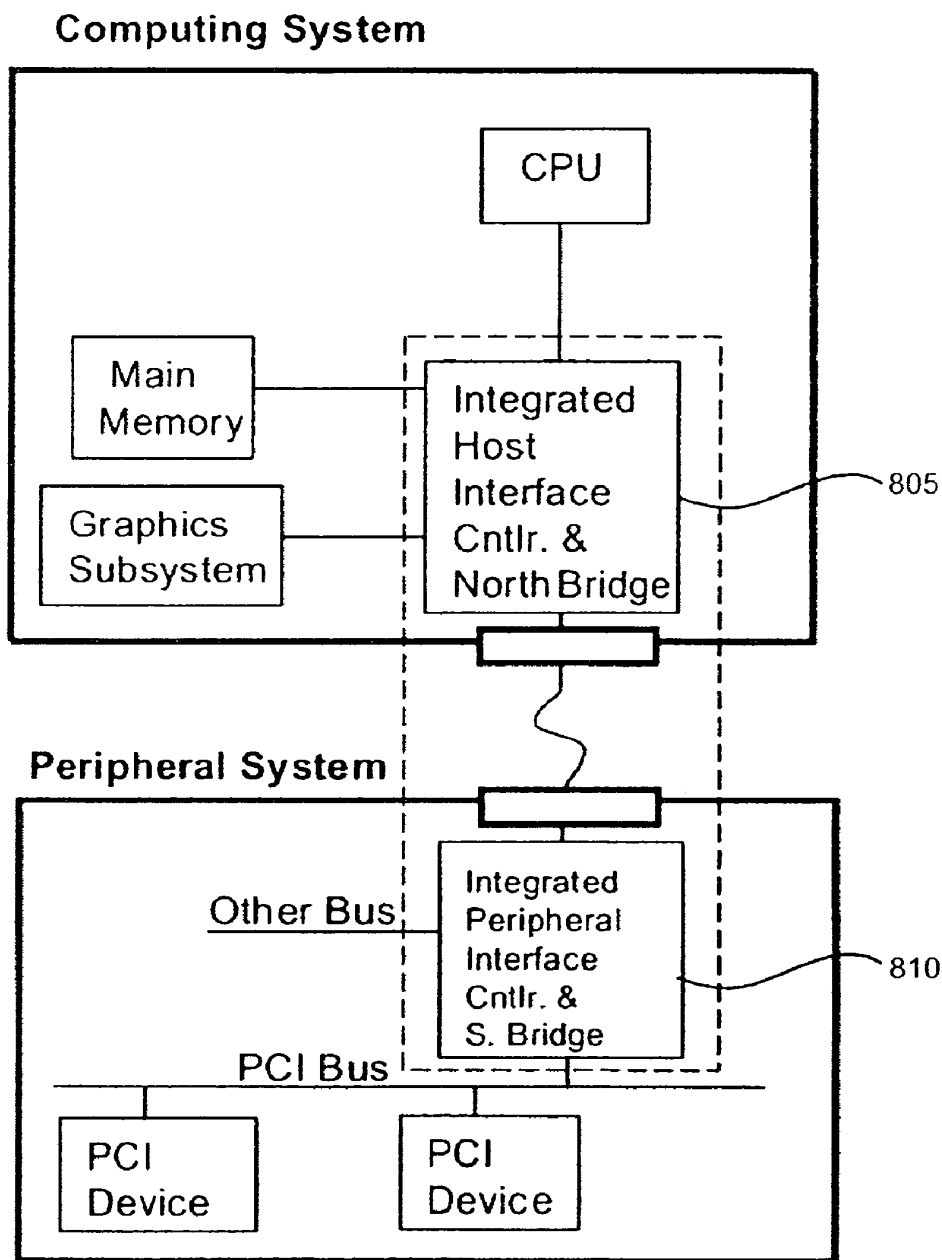 Computing System
CPU
Main
Memory
Integrated
Host
Interface
Cntlr. &
North Bridge
805
Graphics
Subsystem
Peripheral System
Other Bus
Integrated
Peripheral
Interface
Cntlr. &
S. Bridge
810
PCI Bus
PCI
Device
PCI
Device